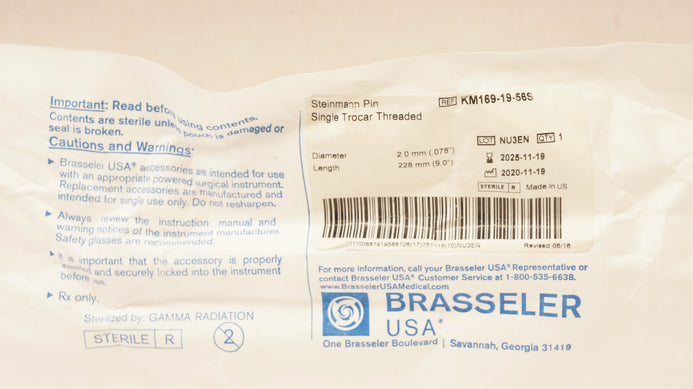 Important: Read before using contents.
Contents are sterile unless pouch is damaged or
seal is broken.
Cautions and Warnings:
► Brasseler USA® accessories are intended for use
with an appropriate powered surgical instrument.
Replacement accessories are manufactured and
intended for single use only. Do not resharpen.
► Always review the instruction manual and
warning notices of the instrument manufacturer.
Safety glasses are recommended.
► It is important that the accessory is properly
inserted and securely locked into the instrument
before use.
► Rx only.
Sterilized by: GAMMA RADIATION
STERILE R
2
Steinmann Pin
Single Trocar Threaded
REF KM169-19-56S
LOT NU3EN QTY 1
Diameter 2.0 mm (.078")
Length 228 mm (9.0")
2025-11-19
2020-11-19
STERILE R Made in US
Revised 06/16
For more information, call your Brasseler USA® Representative or
contact Brasseler USA® Customer Service at 1-800-535-6638.
www.BrasselerUSAMedical.com
BRASSELER
USA®
One Brasseler Boulevard | Savannah, Georgia 31419